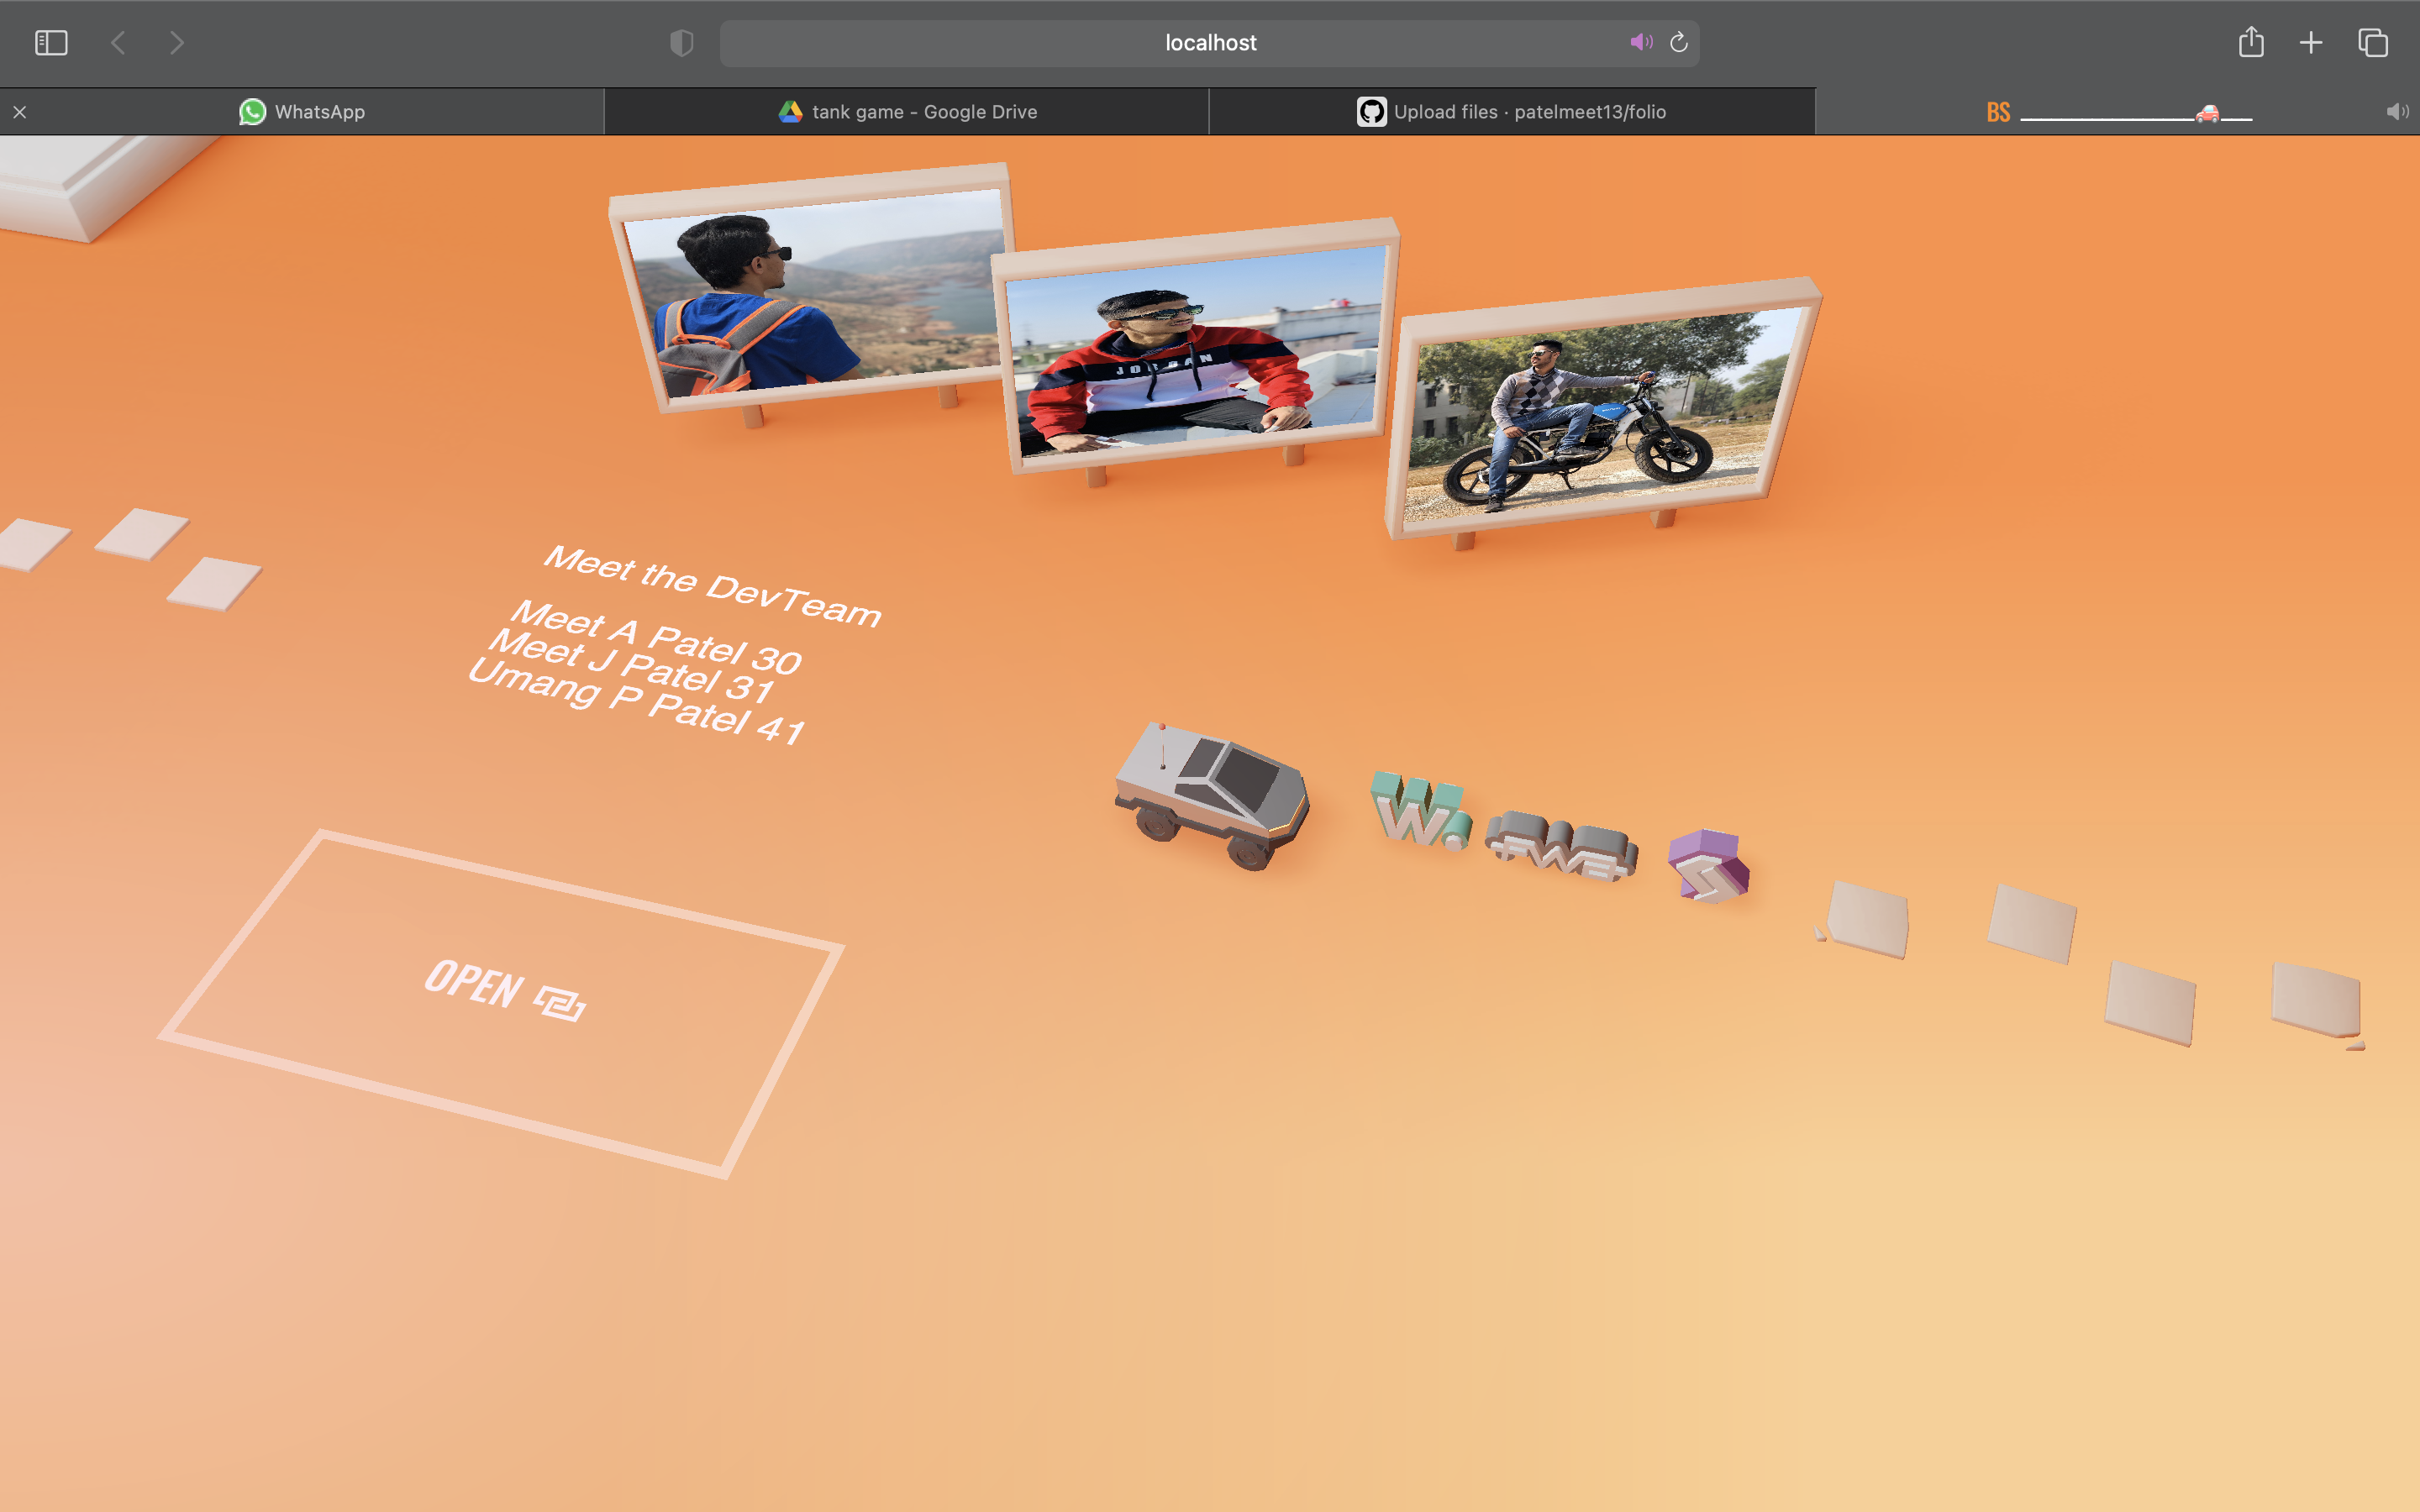 localhost
WhatsApp
tank game - Google Drive
Upload files · patelmeet13/folio
BS
JORDAN
Meet the DevTeam
Meet A Patel 30
Meet J Patel 31
Umang P Patel 41
W.
FWA
OPEN